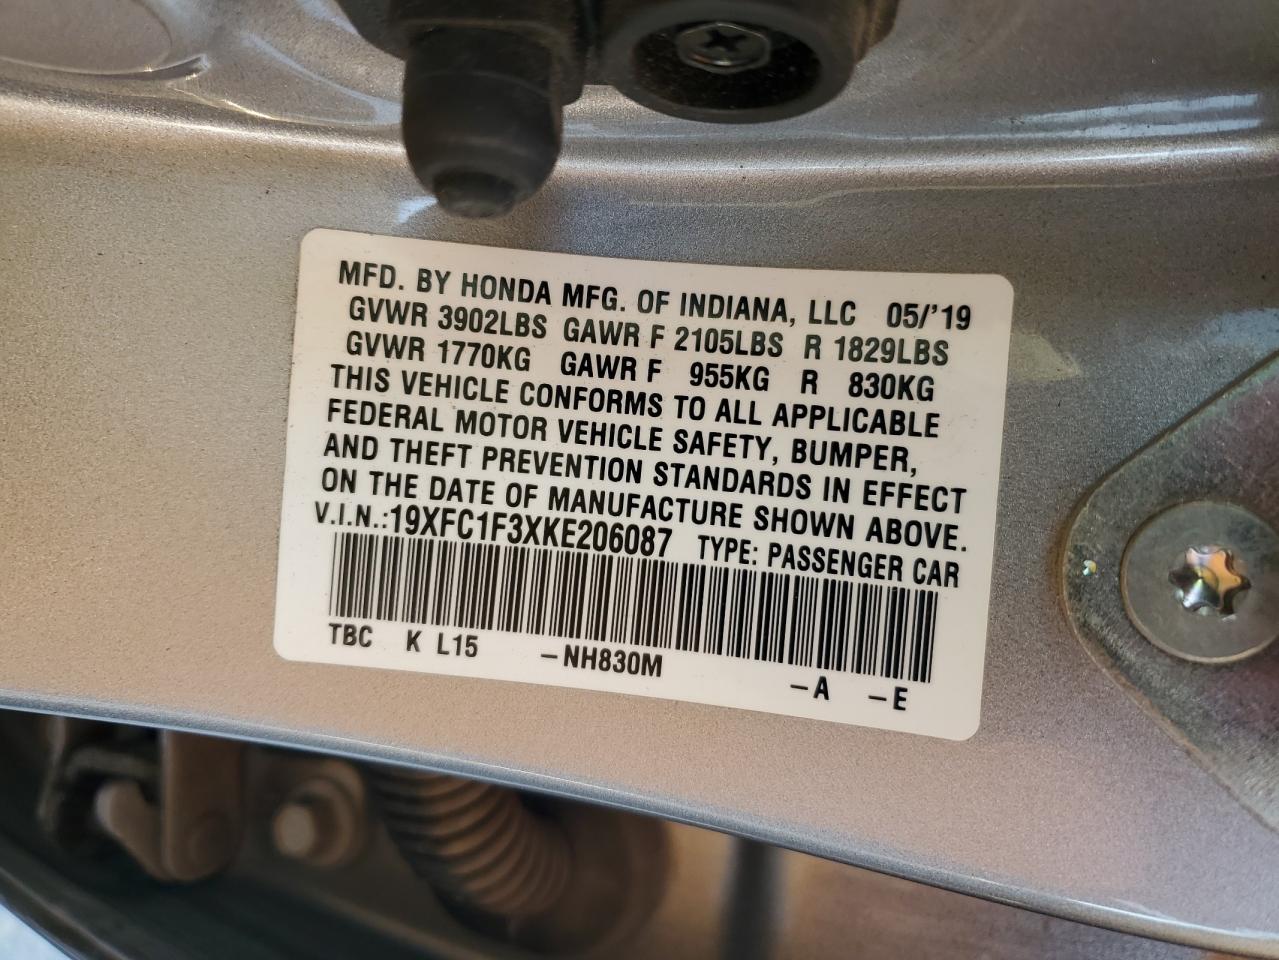 MFD. BY HONDA MFG. OF INDIANA, LLC 05/'19
GVWR 3902LBS GAWR F 2105LBS R 1829LBS
GVWR 1770KG GAWR F 955KG R 830KG
THIS VEHICLE CONFORMS TO ALL APPLICABLE
FEDERAL MOTOR VEHICLE SAFETY, BUMPER,
AND THEFT PREVENTION STANDARDS IN EFFECT
ON THE DATE OF MANUFACTURE SHOWN ABOVE.
V.I.N.:19XFC1F3XKE206087 TYPE: PASSENGER CAR
TBC K L15 –NH830M –A –E